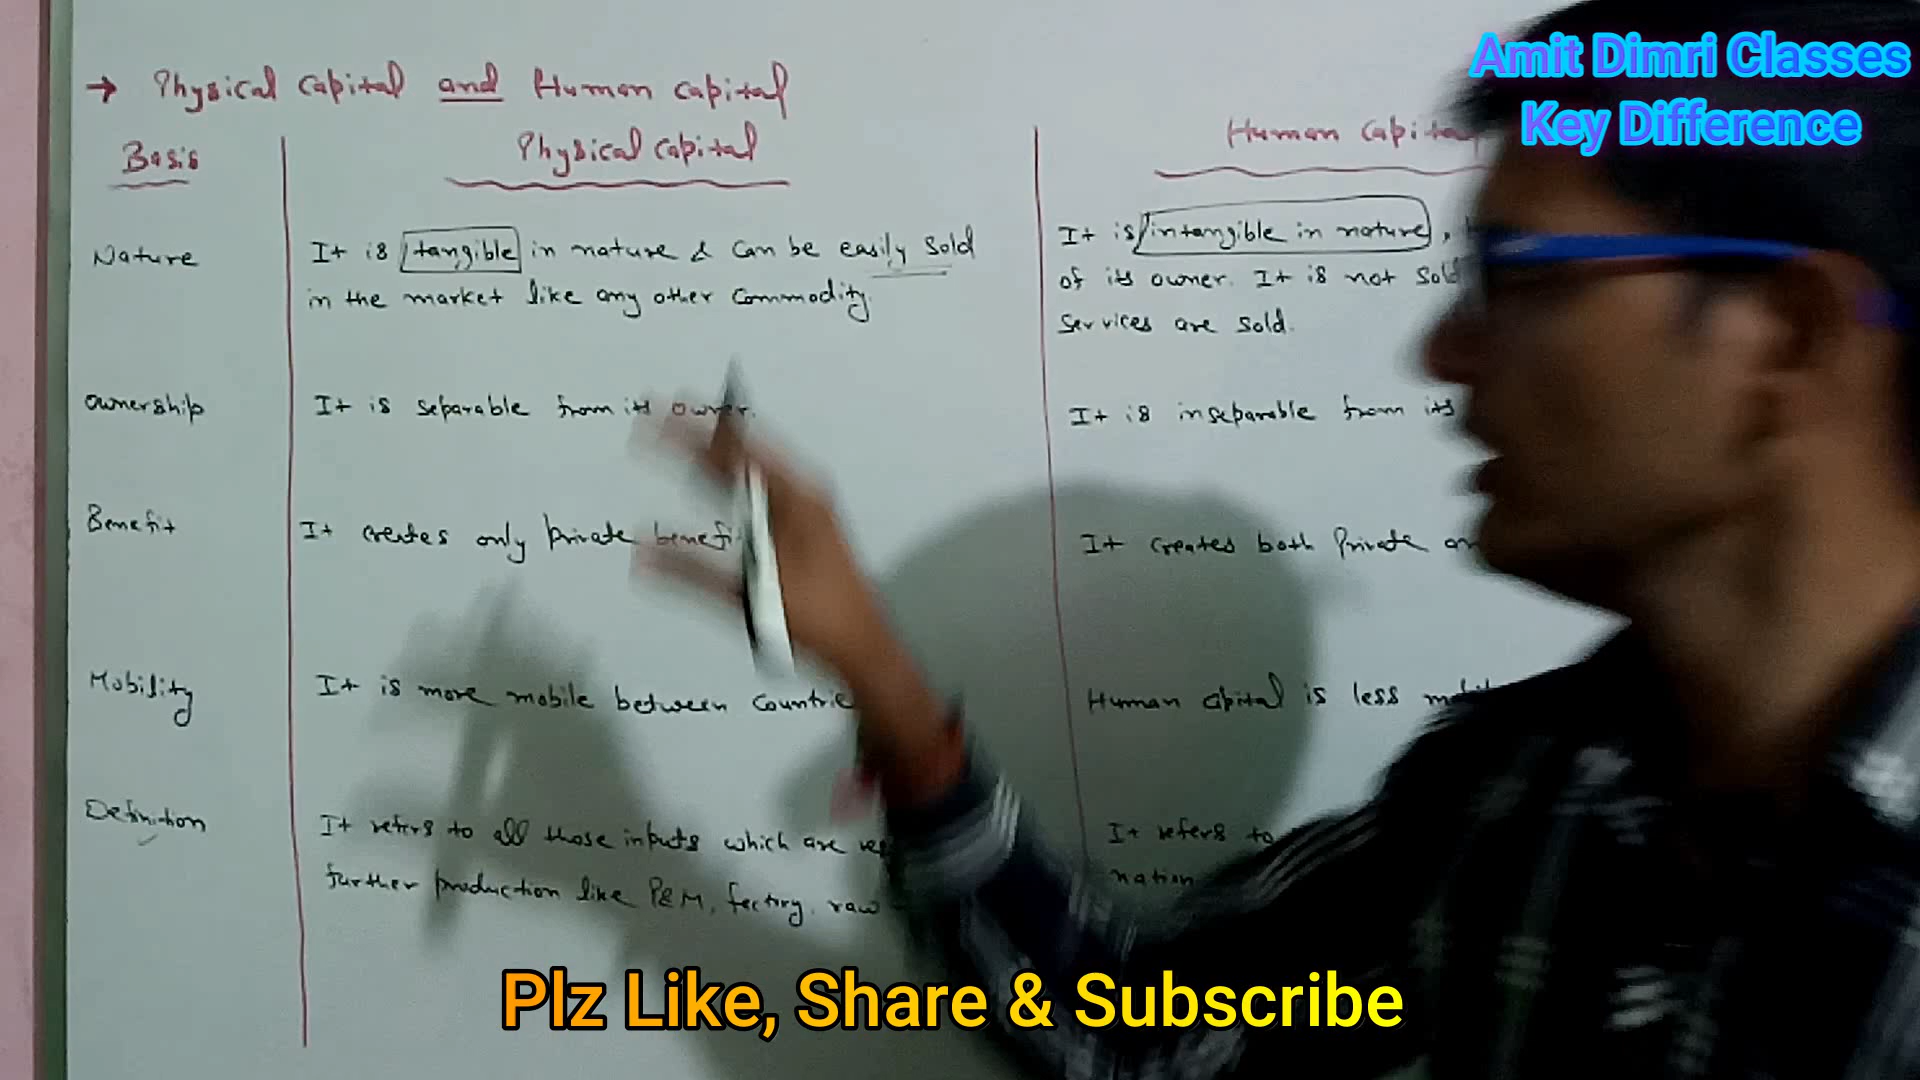 Amit Dimri Classes
Key Difference
→ Physical Capital and Human Capital
Basis
Physical Capital
Human
Nature
It is tangible in nature & can be easily sold
in the market like any other commodity.
It is intangible in nature,
of its owner. It is not sold
services are sold.
Ownership
It is separable from its owner.
It is inseparable from its
Benefit
It creates only Private
It creates both Private
Mobility
It is more mobile between
Human Capital is less
Definition
It refers to all those inputs which are
further production like P&M, fectory, raw
It refers to
nation
Plz Like, Share & Subscribe